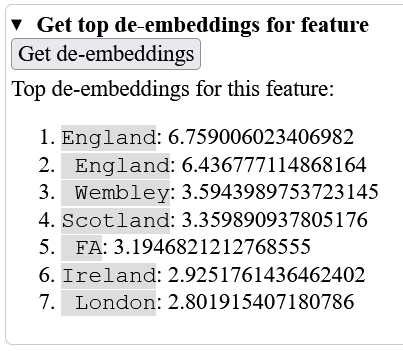 ▼ Get top de-embeddings for feature
Get de-embeddings
Top de-embeddings for this feature:
1. England: 6.759006023406982
2.  England: 6.436777114868164
3.  Wembley: 3.5943989753723145
4. Scotland: 3.359890937805176
5.  FA: 3.1946821212768555
6. Ireland: 2.9251761436462402
7.  London: 2.801915407180786